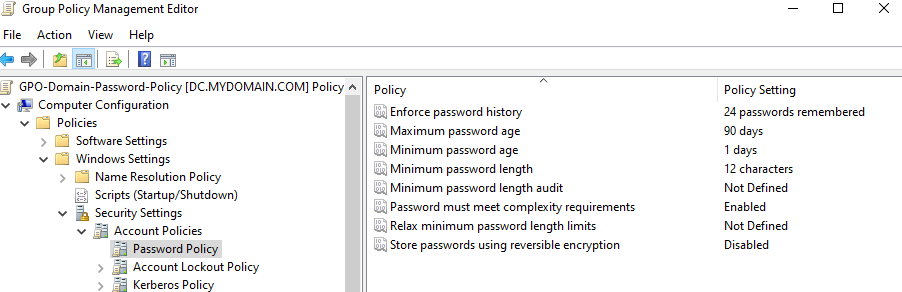 Group Policy Management Editor
File Action View Help
GPO-Domain-Password-Policy [DC.MYDOMAIN.COM] Policy
Computer Configuration
Policies
Software Settings
Windows Settings
Name Resolution Policy
Scripts (Startup/Shutdown)
Security Settings
Account Policies
Password Policy
Account Lockout Policy
Kerberos Policy
Policy Policy Setting
Enforce password history 24 passwords remembered
Maximum password age 90 days
Minimum password age 1 days
Minimum password length 12 characters
Minimum password length audit Not Defined
Password must meet complexity requirements Enabled
Relax minimum password length limits Not Defined
Store passwords using reversible encryption Disabled